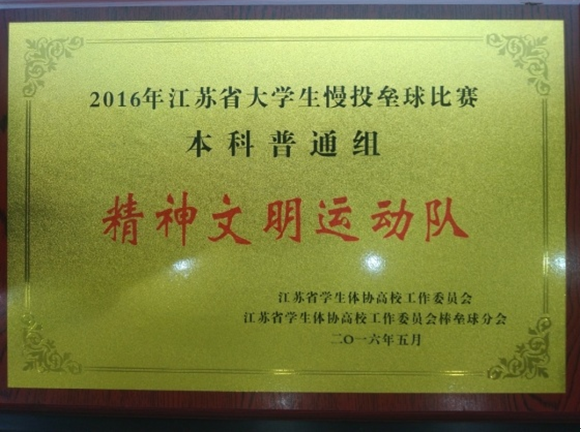 2016年江苏省大学生慢投垒球比赛
本科普通组
精神文明运动队
江苏省学生体协高校工作委员会
江苏省学生体协高校工作委员会棒垒球分会
二〇一六年五月